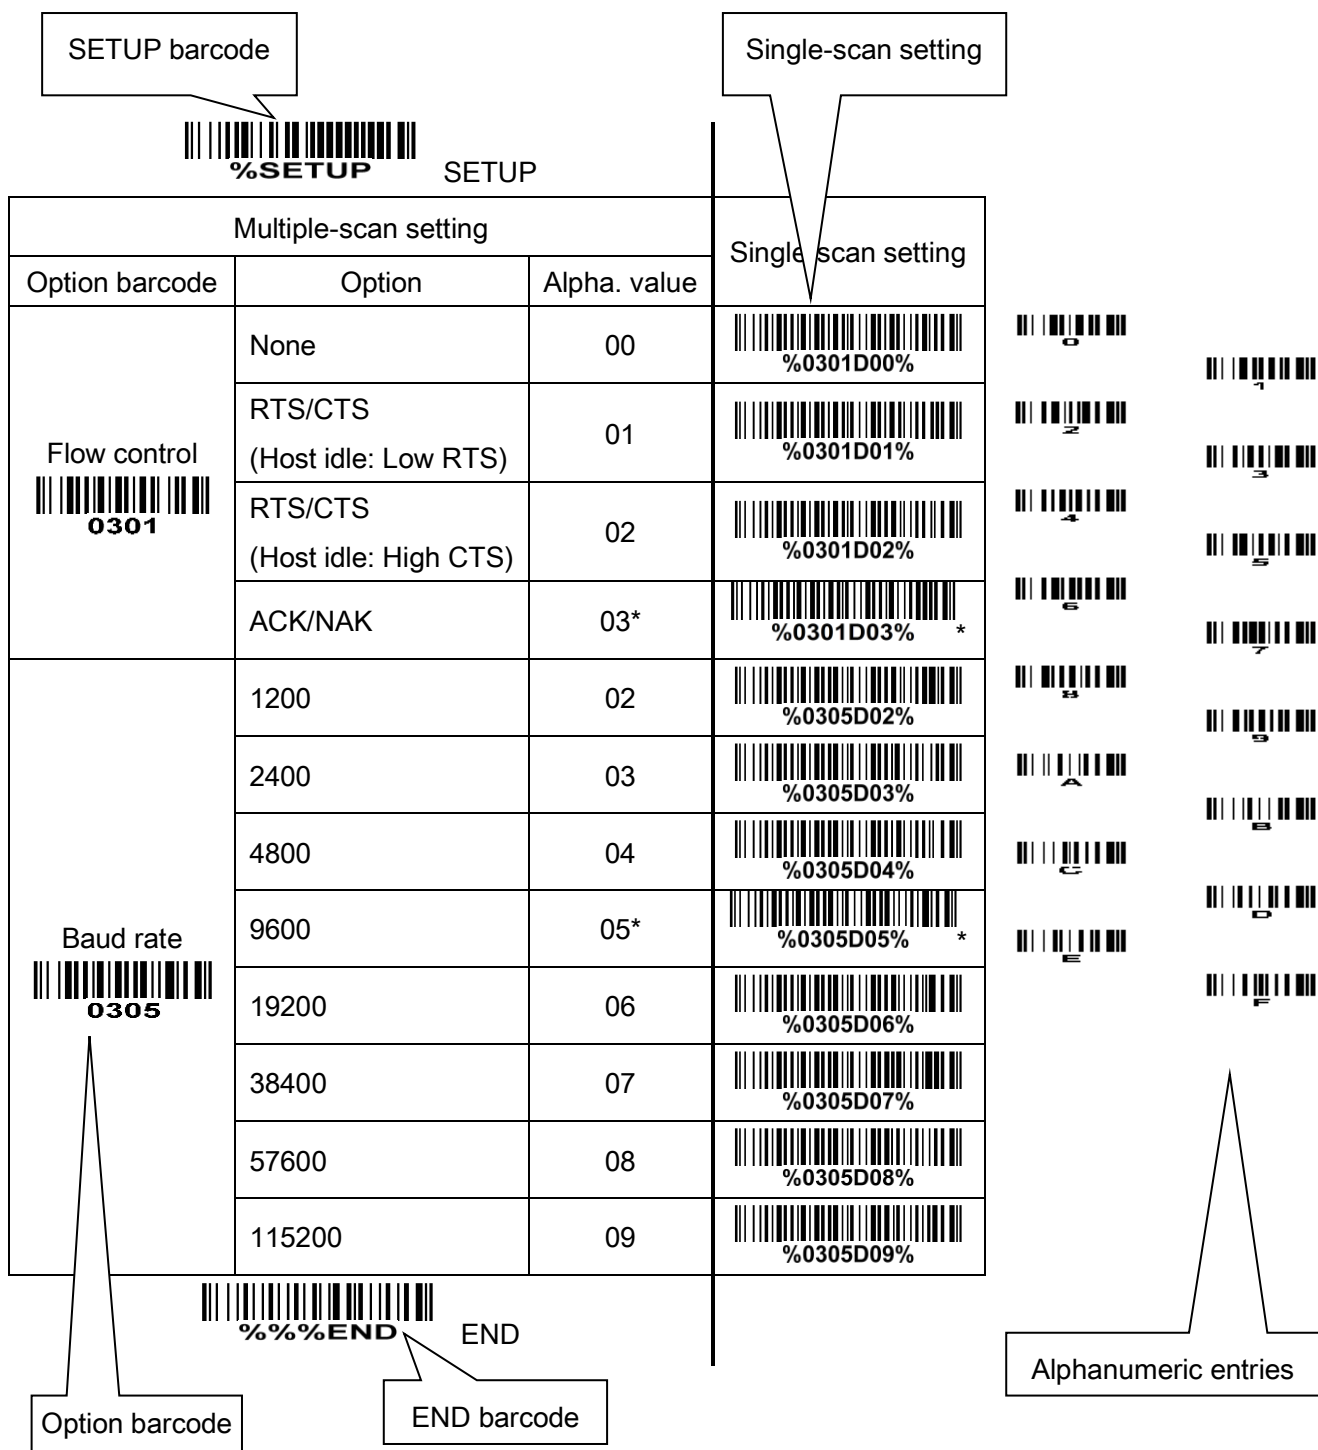 SETUP barcode
Single-scan setting
%SETUP
SETUP
Multiple-scan setting
Single-scan setting
Option barcode
Option
Alpha. value
Flow control
0301
None
00
%0301D00%
RTS/CTS
(Host idle: Low RTS)
01
%0301D01%
RTS/CTS
(Host idle: High CTS)
02
%0301D02%
ACK/NAK
03*
%0301D03% *
Baud rate
0305
1200
02
%0305D02%
2400
03
%0305D03%
4800
04
%0305D04%
9600
05*
%0305D05% *
19200
06
%0305D06%
38400
07
%0305D07%
57600
08
%0305D08%
115200
09
%0305D09%
0
1
2
3
4
5
6
7
8
9
A
B
C
D
E
F
%%%END
END
Option barcode
END barcode
Alphanumeric entries